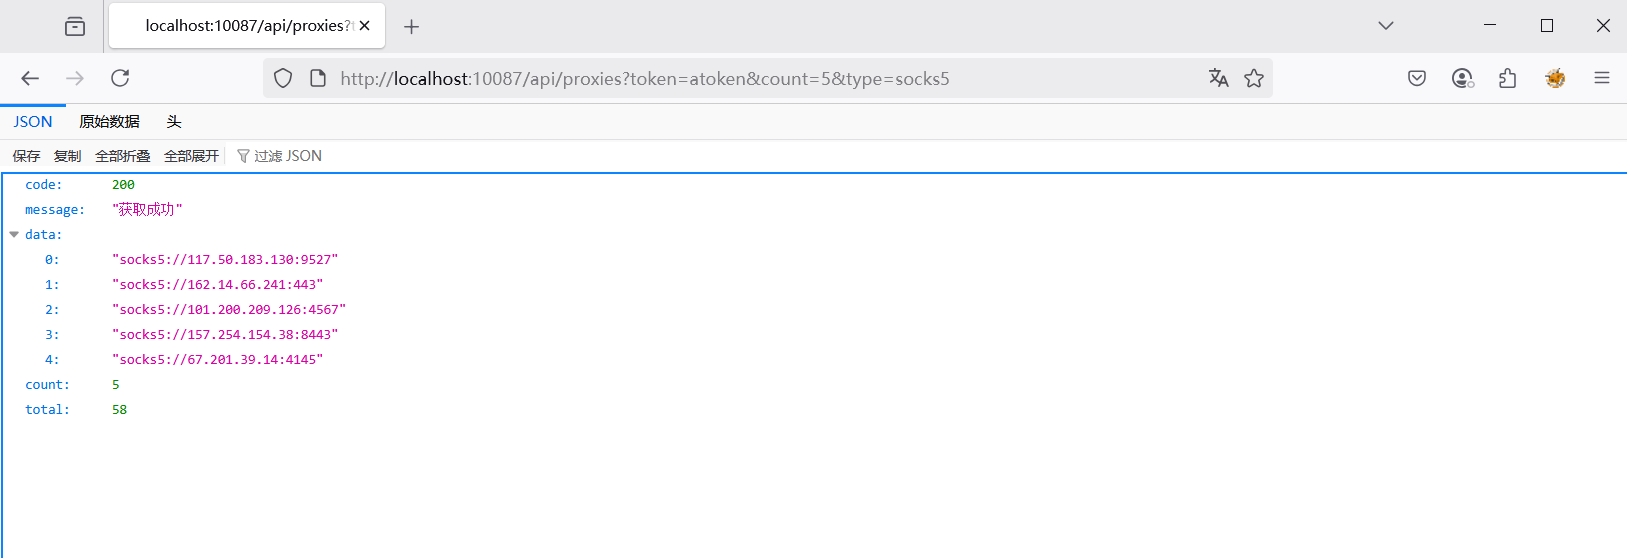 localhost:10087/api/proxies?t
http://localhost:10087/api/proxies?token=atoken&count=5&type=socks5
JSON 原始数据 头
保存 复制 全部折叠 全部展开 过滤 JSON
code: 200
message: "获取成功"
data:
0: "socks5://117.50.183.130:9527"
1: "socks5://162.14.66.241:443"
2: "socks5://101.200.209.126:4567"
3: "socks5://157.254.154.38:8443"
4: "socks5://67.201.39.14:4145"
count: 5
total: 58